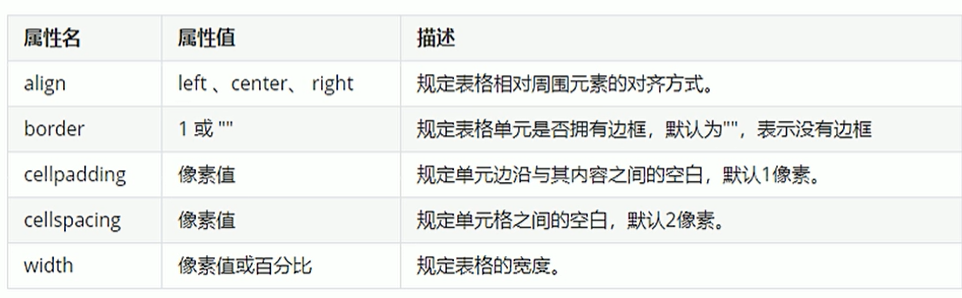 属性名 属性值 描述
align left 、center、 right 规定表格相对周围元素的对齐方式。
border 1 或 "" 规定表格单元是否拥有边框，默认为""，表示没有边框
cellpadding 像素值 规定单元边沿与其内容之间的空白，默认1像素。
cellspacing 像素值 规定单元格之间的空白，默认2像素。
width 像素值或百分比 规定表格的宽度。